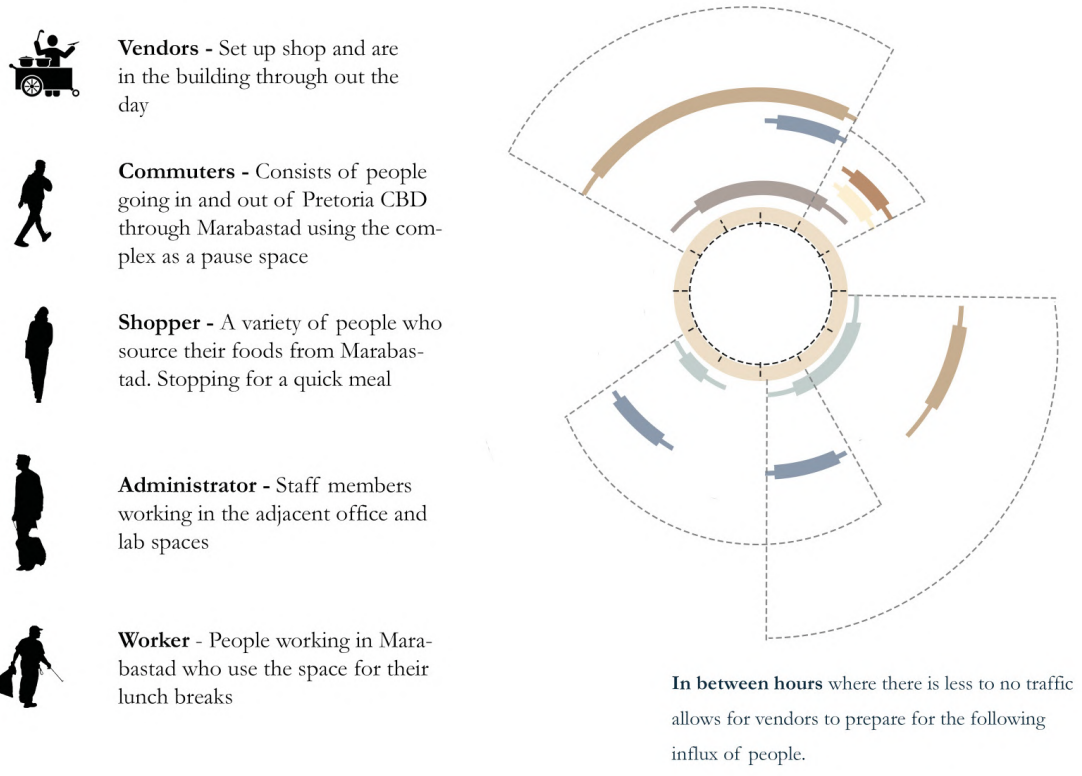 Vendors - Set up shop and are
in the building through out the
day
Commuters - Consists of people
going in and out of Pretoria CBD
through Marabastad using the com-
plex as a pause space
Shopper - A variety of people who
source their foods from Marabas-
tad. Stopping for a quick meal
Administrator - Staff members
working in the adjacent office and
lab spaces
Worker - People working in Mara-
bastad who use the space for their
lunch breaks
In between hours where there is less to no traffic
allows for vendors to prepare for the following
influx of people.